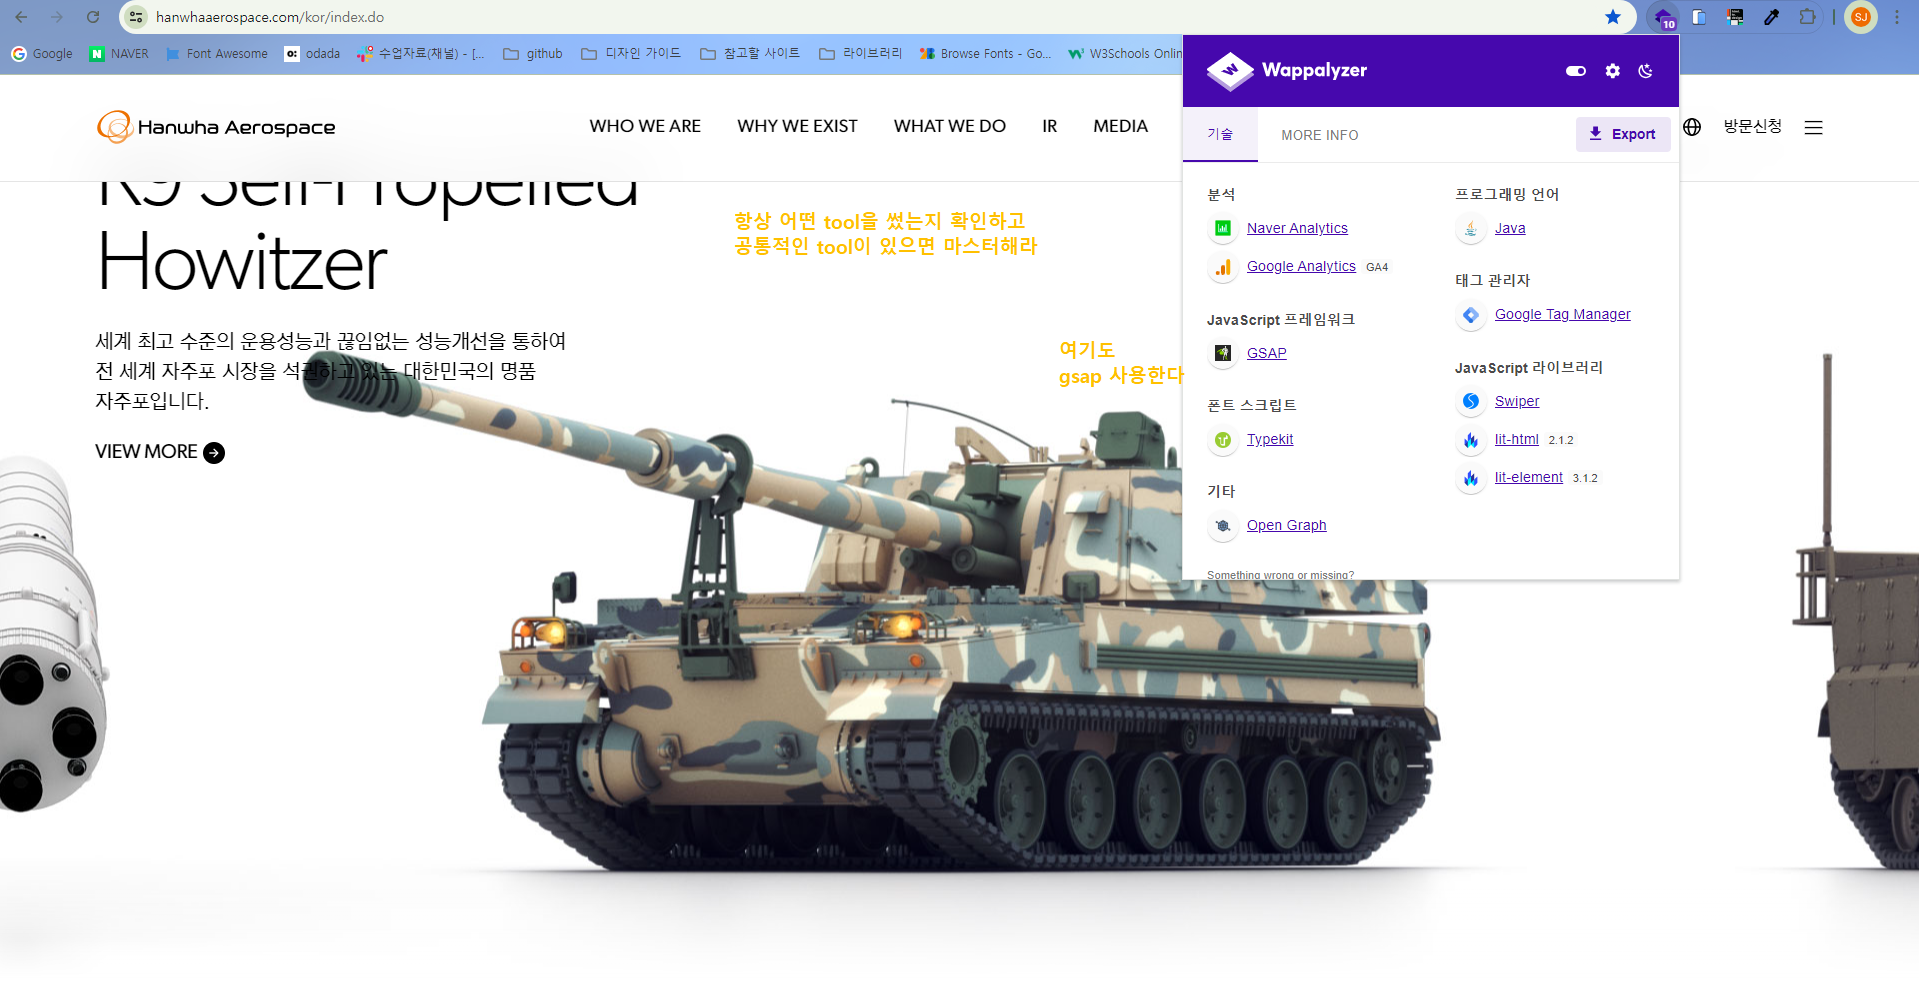 hanwhaaerospace.com/kor/index.do
10
SJ
Google
NAVER
Font Awesome
odada
수업자료(채널) - [...
github
디자인 가이드
참고할 사이트
라이브러리
Browse Fonts - Go...
W3Schools Onlin
Hanwha Aerospace
WHO WE ARE
WHY WE EXIST
WHAT WE DO
IR
MEDIA
방문신청
K9 Self-Propelled
Howitzer
세계 최고 수준의 운용성능과 끊임없는 성능개선을 통하여
전 세계 자주포 시장을 석권하고 있는 대한민국의 명품
자주포입니다.
VIEW MORE
항상 어떤 tool을 썼는지 확인하고
공통적인 tool이 있으면 마스터해라
여기도
gsap 사용한다
Wappalyzer
기술
MORE INFO
Export
분석
Naver Analytics
Google Analytics GA4
JavaScript 프레임워크
GSAP
폰트 스크립트
Typekit
기타
Open Graph
Something wrong or missing?
프로그래밍 언어
Java
태그 관리자
Google Tag Manager
JavaScript 라이브러리
Swiper
lit-html 2.1.2
lit-element 3.1.2